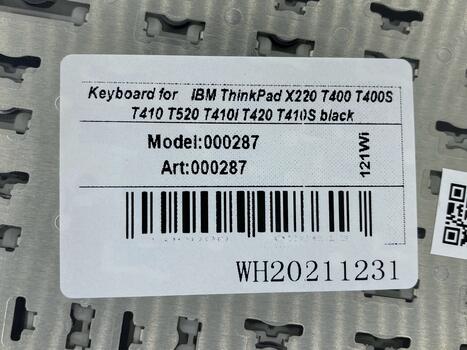 Keyboard for IBM ThinkPad X220 T400 T400S
T410 T520 T410i T420 T410S black
Model:000287
Art:000287
121Wi
WH20211231